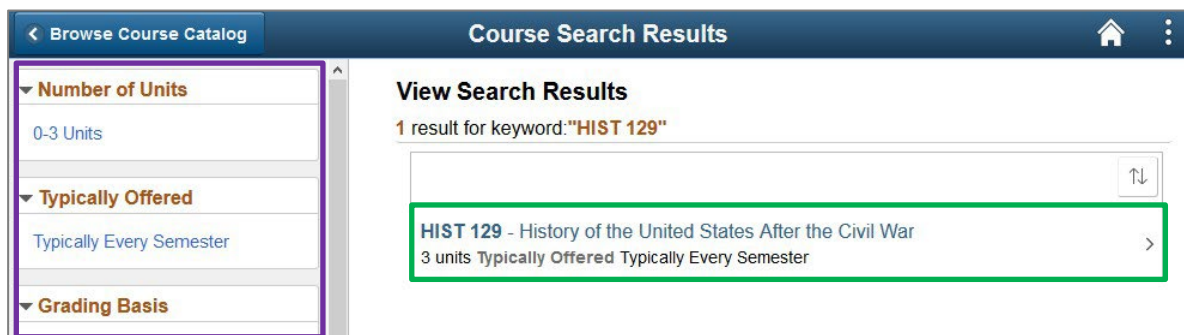 Browse Course Catalog
Course Search Results
Number of Units
0-3 Units
Typically Offered
Typically Every Semester
Grading Basis
View Search Results
1 result for keyword:"HIST 129"
HIST 129 - History of the United States After the Civil War
3 units Typically Offered Typically Every Semester